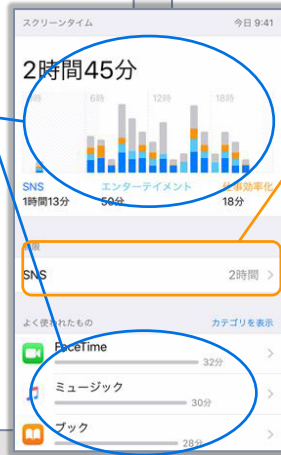 スクリーンタイム 今日 9:41
2時間45分
6時 12時 18時
SNS エンターテイメント 仕事効率化
1時間13分 50分 18分
SNS 2時間
よく使われたもの カテゴリを表示
FaceTime
32分
ミュージック
30分
ブック
28分